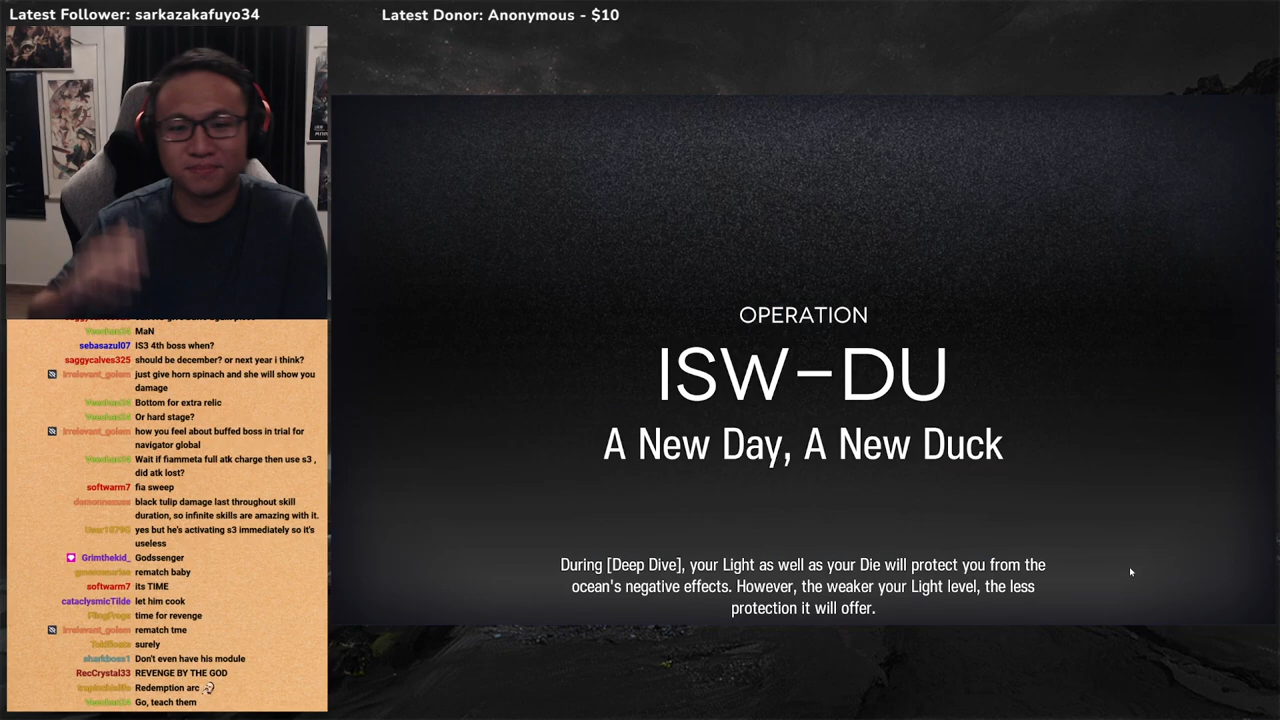 Latest Follower: sarkazakafuyo34
Latest Donor: Anonymous - $10
OPERATION
ISW-DU
A New Day, A New Duck
During [Deep Dive], your Light as well as your Die will protect you from the
ocean's negative effects. However, the weaker your Light level, the less
protection it will offer.
MaN
sebasazul07 IS3 4th boss when?
saggycalves325 should be december? or next year i think?
irrelevant_golem just give horn spinach and she will show you
damage
Bottom for extra relic
Or hard stage?
irrelevant_golem how you feel about buffed boss in trial for
navigator global
Wait if fiammeta full atk charge then use s3 ,
did atk lost?
softwarm7 fia sweep
black tulip damage last throughout skill
duration, so infinite skills are amazing with it.
yes but he's activating s3 immediately so it's
useless
Grimthekid_ Godssenger
rematch baby
softwarm7 its TIME
cataclysmicTilde let him cook
time for revenge
irrelevant_golem rematch tme
surely
sharkboss1 Don't even have his module
RecCrystal33 REVENGE BY THE GOD
Redemption arc
Go, teach them